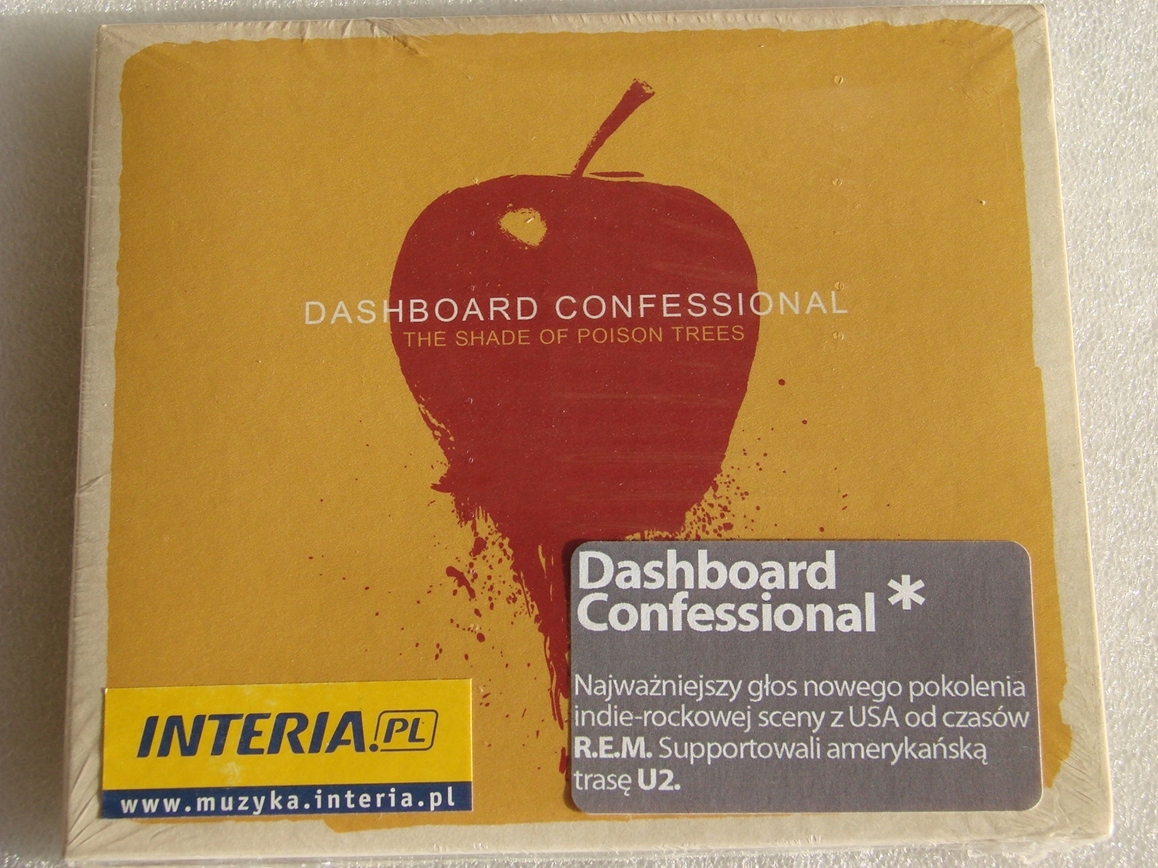 DASHBOARD CONFESSIONAL
THE SHADE OF POISON TREES
Dashboard
Confessional *
Najważniejszy głos nowego pokolenia
indie-rockowej sceny z USA od czasów
R.E.M. Supportowali amerykańską
trasę U2.
INTERIA.PL
www.muzyka.interia.pl